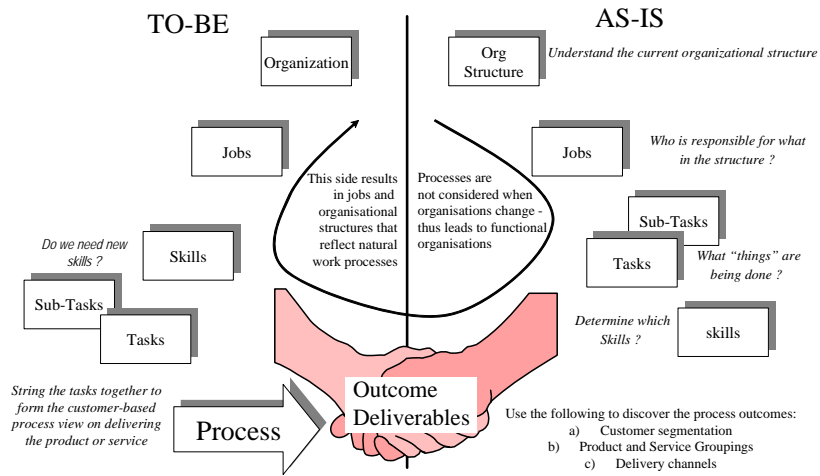 TO-BE
AS-IS
Organization
Org
Structure
Understand the current organizational structure
Jobs
Jobs
Who is responsible for what
in the structure ?
This side results
in jobs and
organisational
structures that
reflect natural
work processes
Processes are
not considered when
organisations change -
thus leads to functional
organisations
Sub-Tasks
Tasks
What “things” are
being done ?
Do we need new
skills ?
Skills
Sub-Tasks
Tasks
Determine which
Skills ?
skills
String the tasks together to
form the customer-based
process view on delivering
the product or service
Process
Outcome
Deliverables
Use the following to discover the process outcomes:
a) Customer segmentation
b) Product and Service Groupings
c) Delivery channels